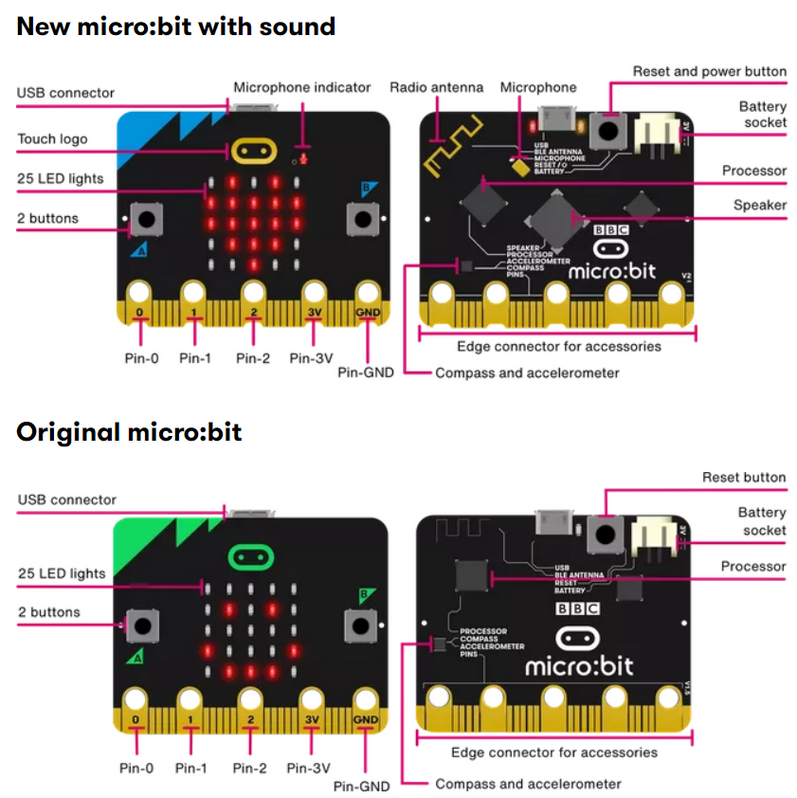 New micro:bit with sound
USB connector
Microphone indicator
Radio antenna
Microphone
Reset and power button
Battery
socket
Touch logo
25 LED lights
2 buttons
Processor
Speaker
A
B
0
1
2
3V
GND
Pin-0
Pin-1
Pin-2
Pin-3V
Pin-GND
USB
BLE ANTENNA
MICROPHONE
RESET /
BATTERY
3V
SPEAKER
PROCESSOR
ACCELEROMETER
COMPASS
PINS
BBC
micro:bit
V2
Edge connector for accessories
Compass and accelerometer
Original micro:bit
USB connector
Reset button
Battery
socket
25 LED lights
2 buttons
Processor
A
B
0
1
2
3V
GND
Pin-0
Pin-1
Pin-2
Pin-3V
Pin-GND
USB
BLE ANTENNA
RESET
BATTERY
3V
BBC
PROCESSOR
COMPASS
ACCELEROMETER
PINS
micro:bit
V1.5
Edge connector for accessories
Compass and accelerometer